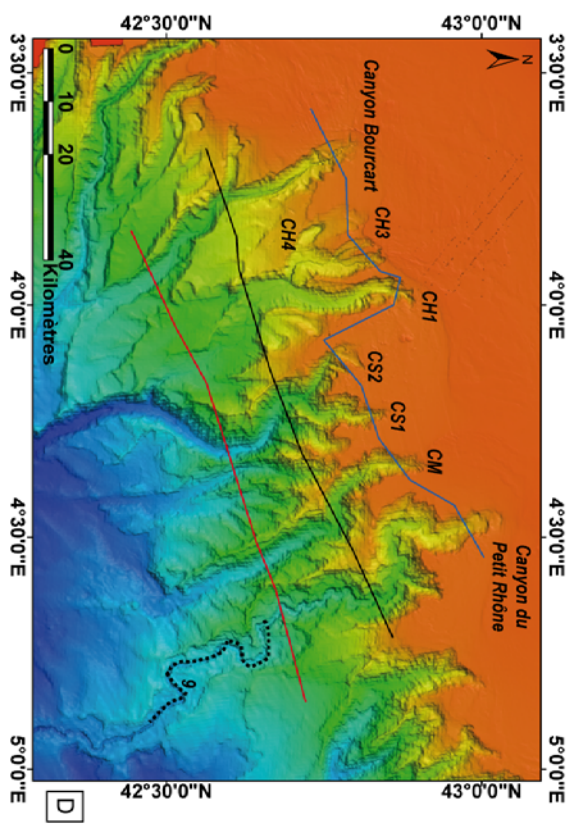 42°30'0"N
43°0'0"N
3°30'0"E
3°30'0"E
N
0
10
20
40
Kilomètres
Canyon Bourcart
CH3
CH4
CH1
4°0'0"E
4°0'0"E
CS2
CS1
CM
4°30'0"E
4°30'0"E
Canyon du
Petit Rhône
9
5°0'0"E
5°0'0"E
42°30'0"N
43°0'0"N
D